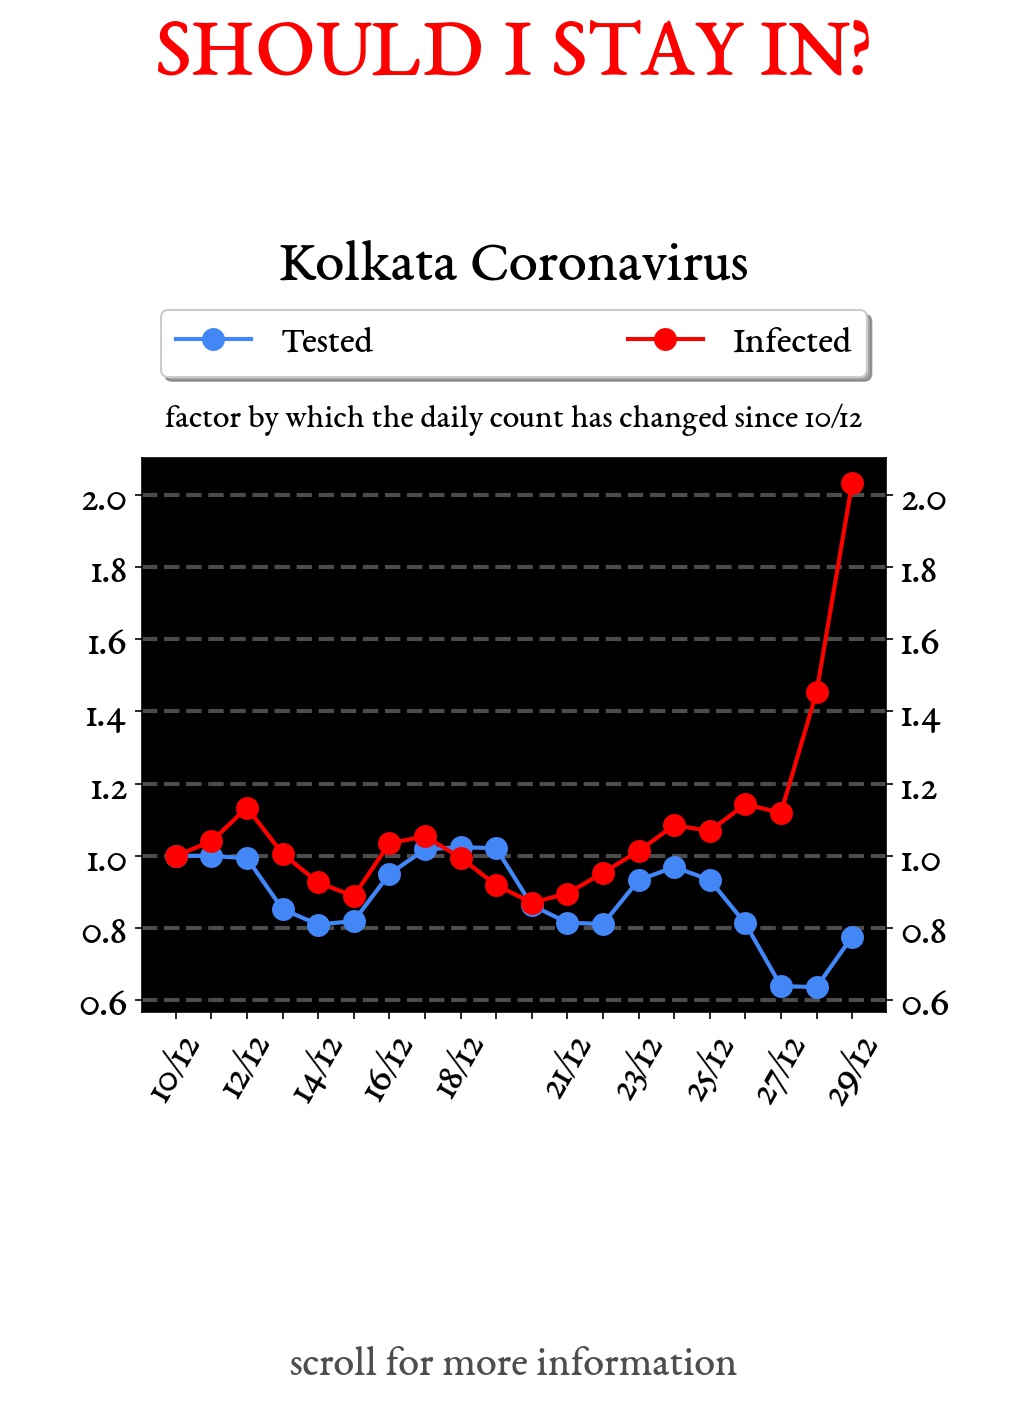 SHOULD I STAY IN?
Kolkata Coronavirus
Tested Infected
factor by which the daily count has changed since 10/12
2.0 2.0
1.8 1.8
1.6 1.6
1.4 1.4
1.2 1.2
1.0 1.0
0.8 0.8
0.6 0.6
10/12 12/12 14/12 16/12 18/12 21/12 23/12 25/12 27/12 29/12
scroll for more information